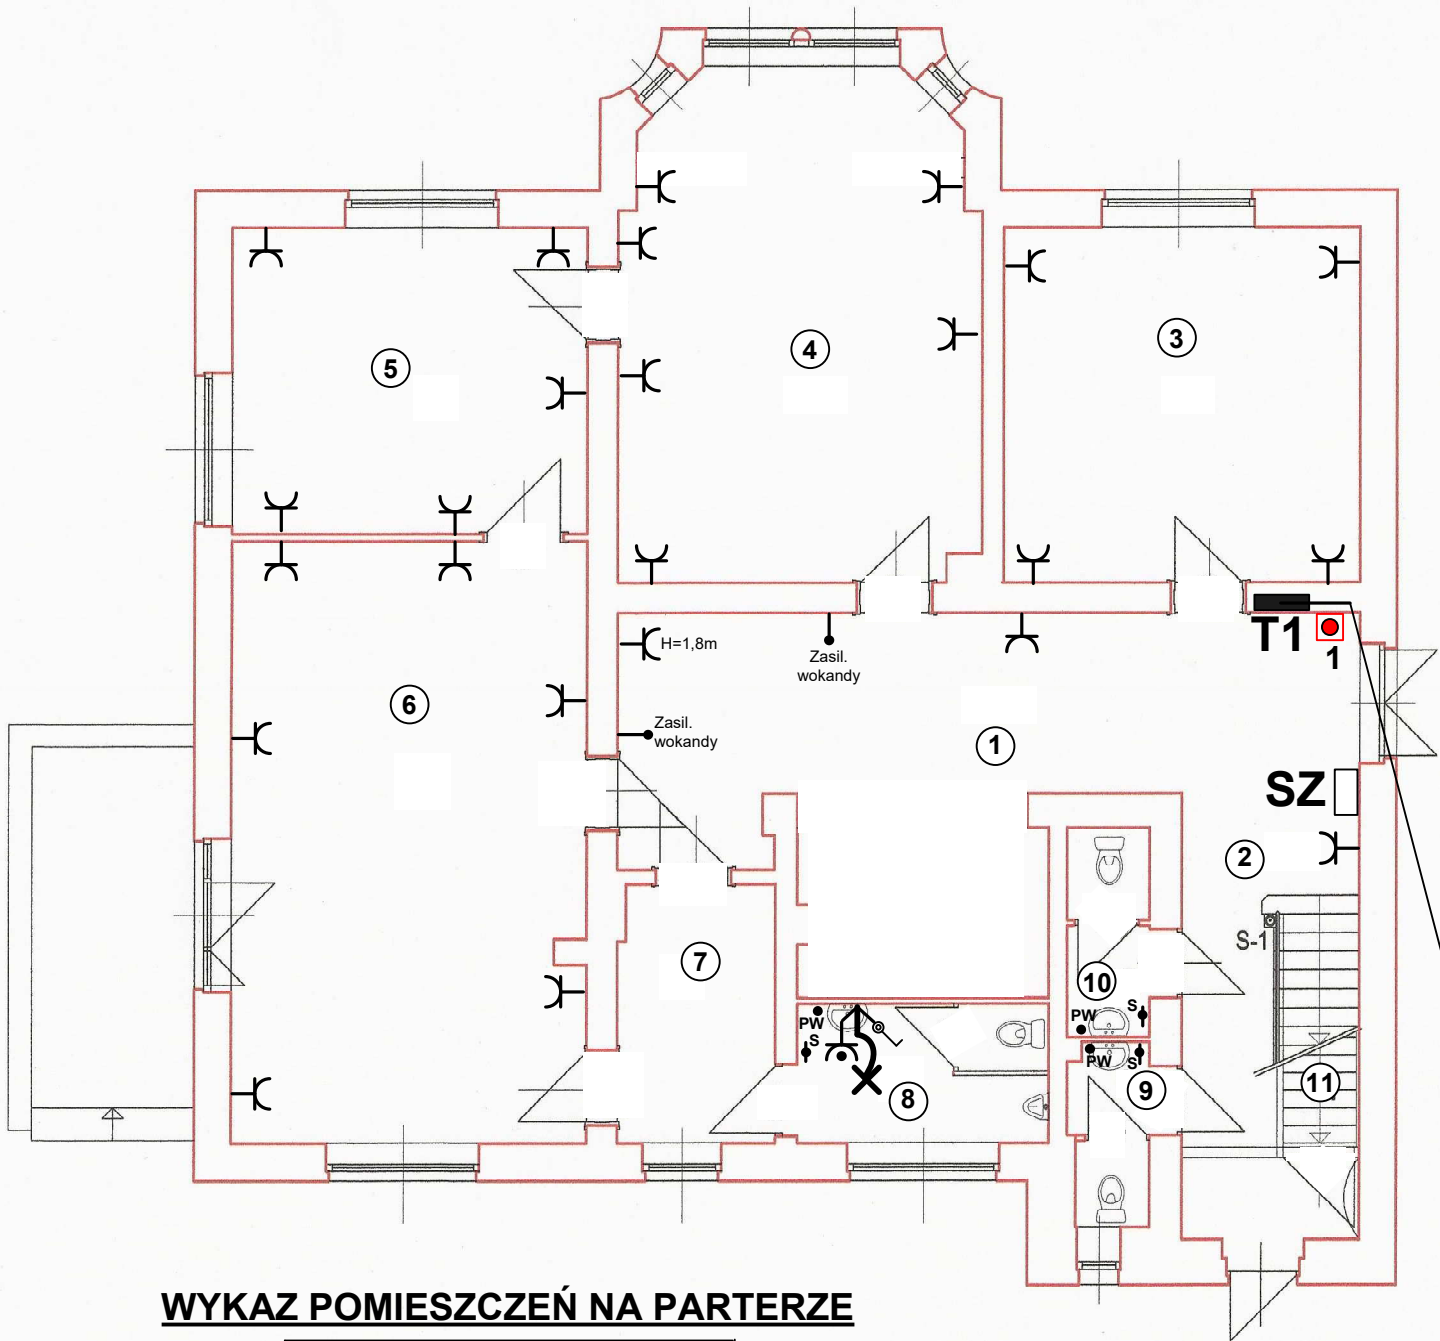 4
3
5
T1
1
H=1,8m
Zasil.
wokandy
6
Zasil.
wokandy
1
SZ
2
S-1
7
10
PW
S
PW
S
PW
S
9
11
8
WYKAZ POMIESZCZEŃ NA PARTERZE